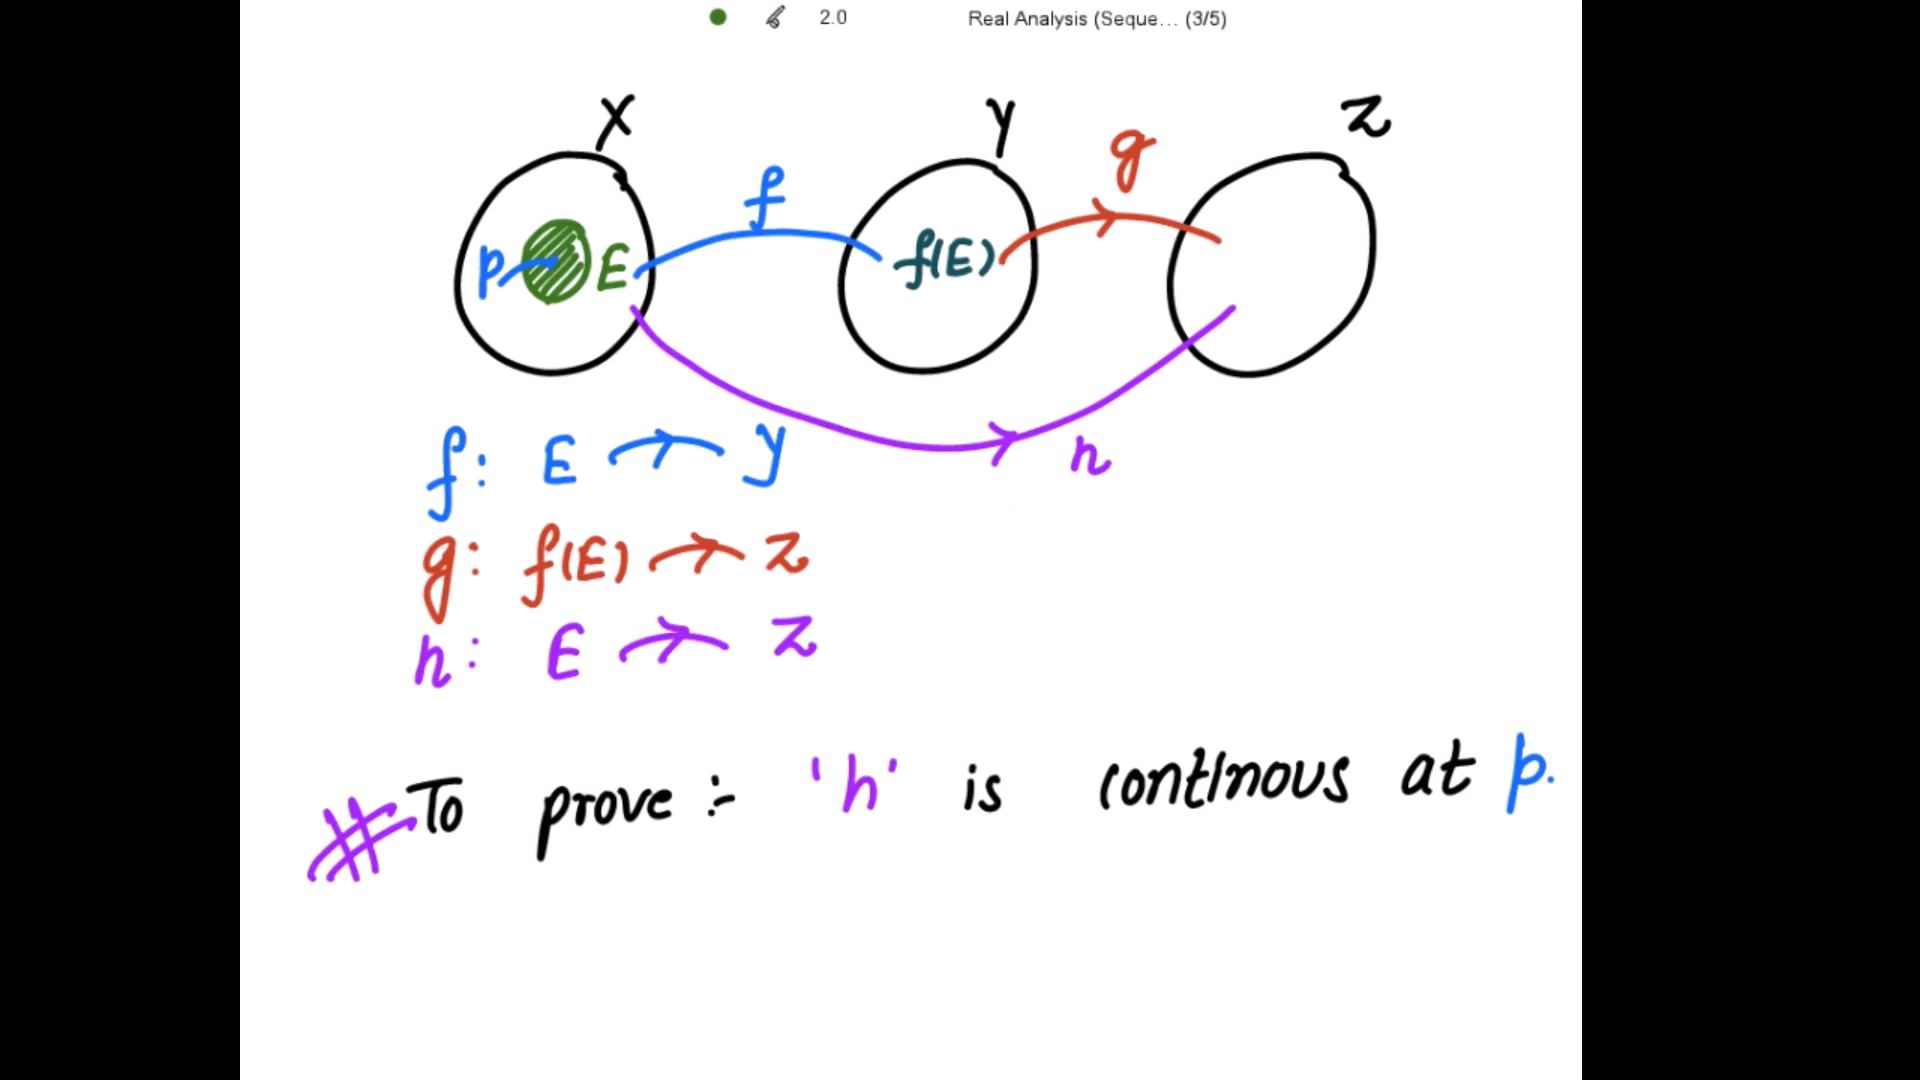 2.0 Real Analysis (Seque... (3/5)
X y z
f g
p E f(E)
h
f: E → y
g: f(E) → z
h: E → z
# To prove :- 'h' is continous at p.